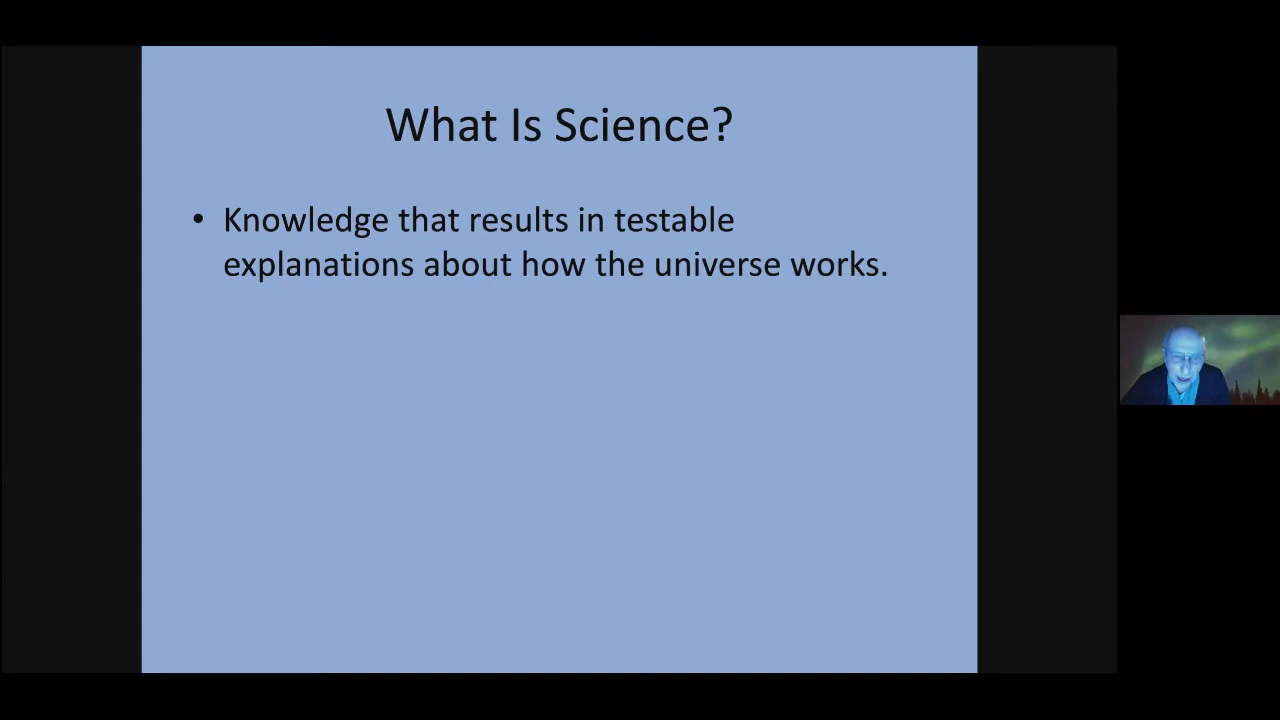 What Is Science?
• Knowledge that results in testable
explanations about how the universe works.